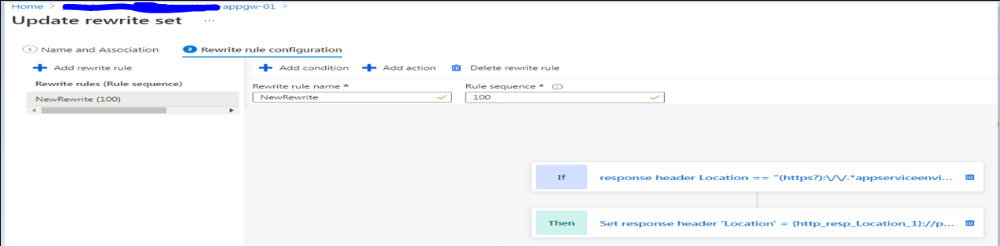 Home > -appgw-01 >
Update rewrite set ...
1 Name and Association 2 Rewrite rule configuration
+ Add rewrite rule + Add condition + Add action Delete rewrite rule
Rewrite rules (Rule sequence)
Rewrite rule name * Rule sequence *
NewRewrite (100)
NewRewrite 100
If response header Location == "(https?):\/\/.*appserviceenvi...
Then Set response header 'Location' = {http_resp_Location_1}://p...